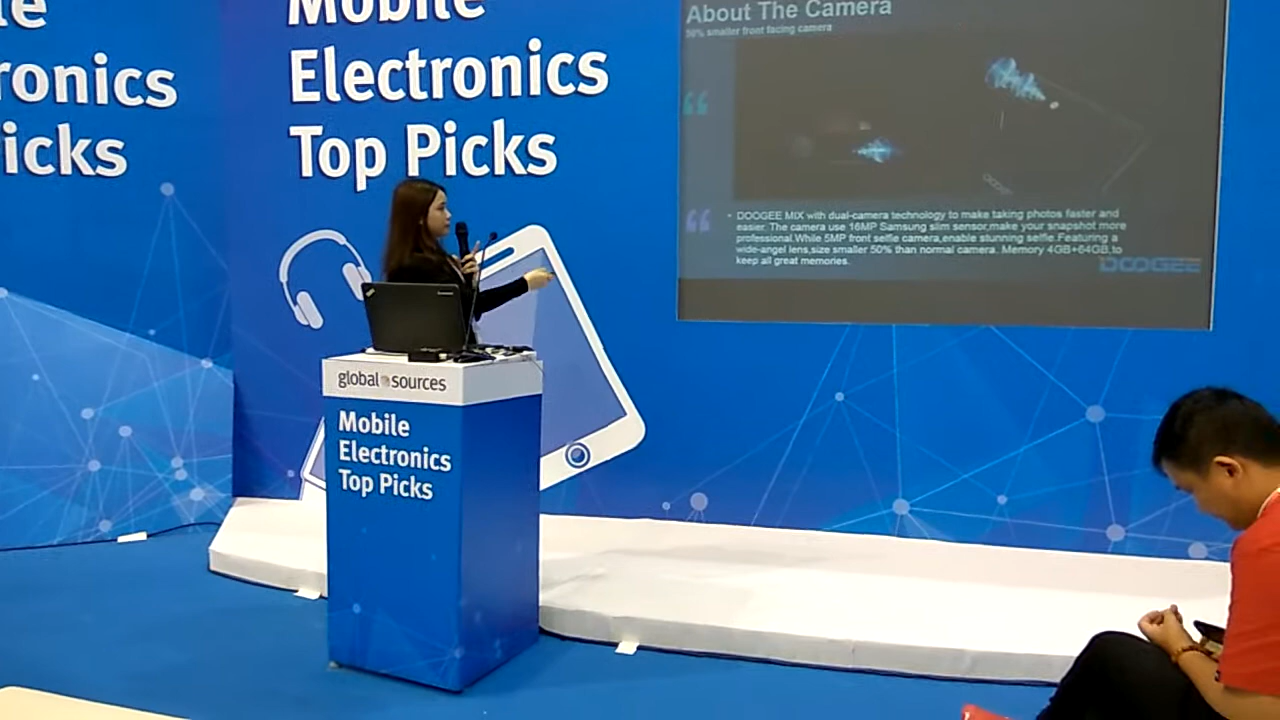 le
ronics
icks
Mobile
Electronics
Top Picks
About The Camera
50% smaller front facing camera
DOOGEE MIX with dual-camera technology to make taking photos faster and
easier. The camera use 16MP Samsung slim sensor,make your snapshot more
professional.While 5MP front selfie camera,enable stunning selfie.Featuring a
wide-angel lens,size smaller 50% than normal camera. Memory 4GB+64GB,to
keep all great memories.
DOOGEE
global sources
Mobile
Electronics
Top Picks